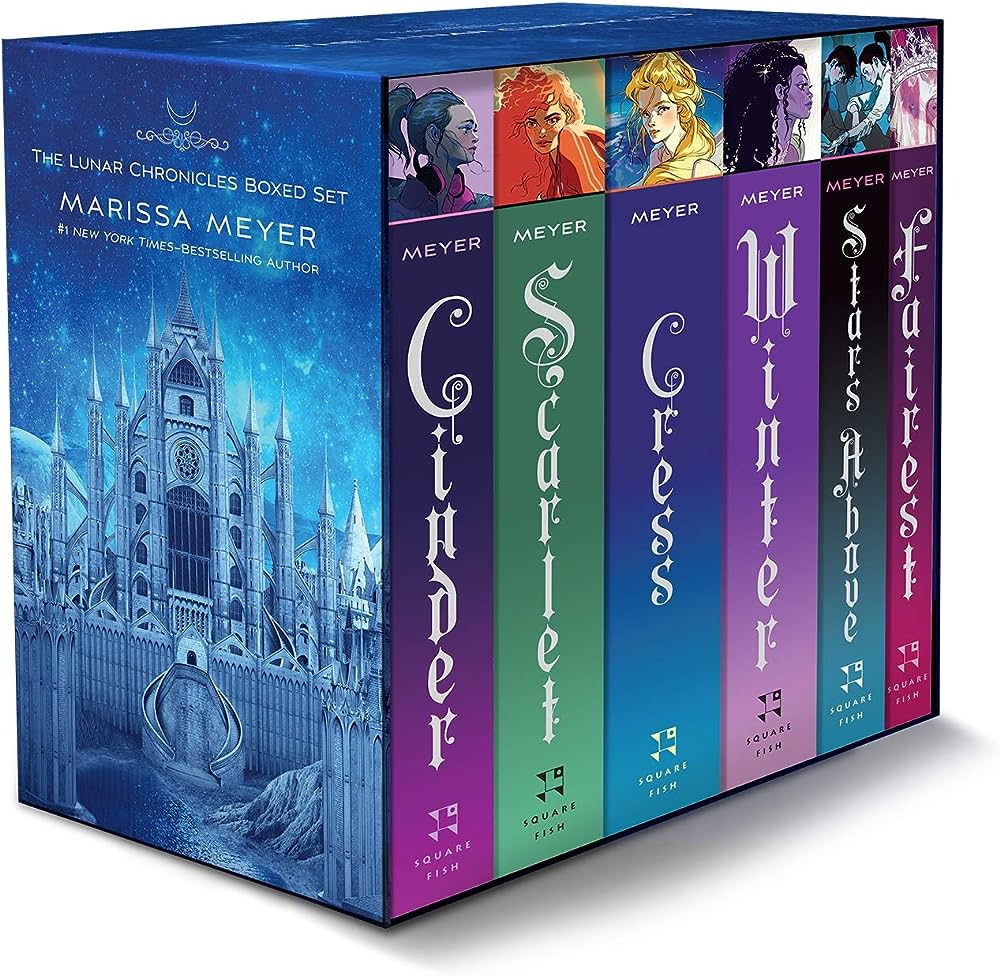 THE LUNAR CHRONICLES BOXED SET
MARISSA MEYER
#1 NEW YORK TIMES–BESTSELLING AUTHOR
MEYER
Cinder
SQUARE
FISH
MEYER
Scarlet
SQUARE
FISH
MEYER
Cress
SQUARE
FISH
MEYER
Winter
SQUARE
FISH
MEYER
Stars Above
SQUARE
FISH
MEYER
Fairest
SQUARE
FISH